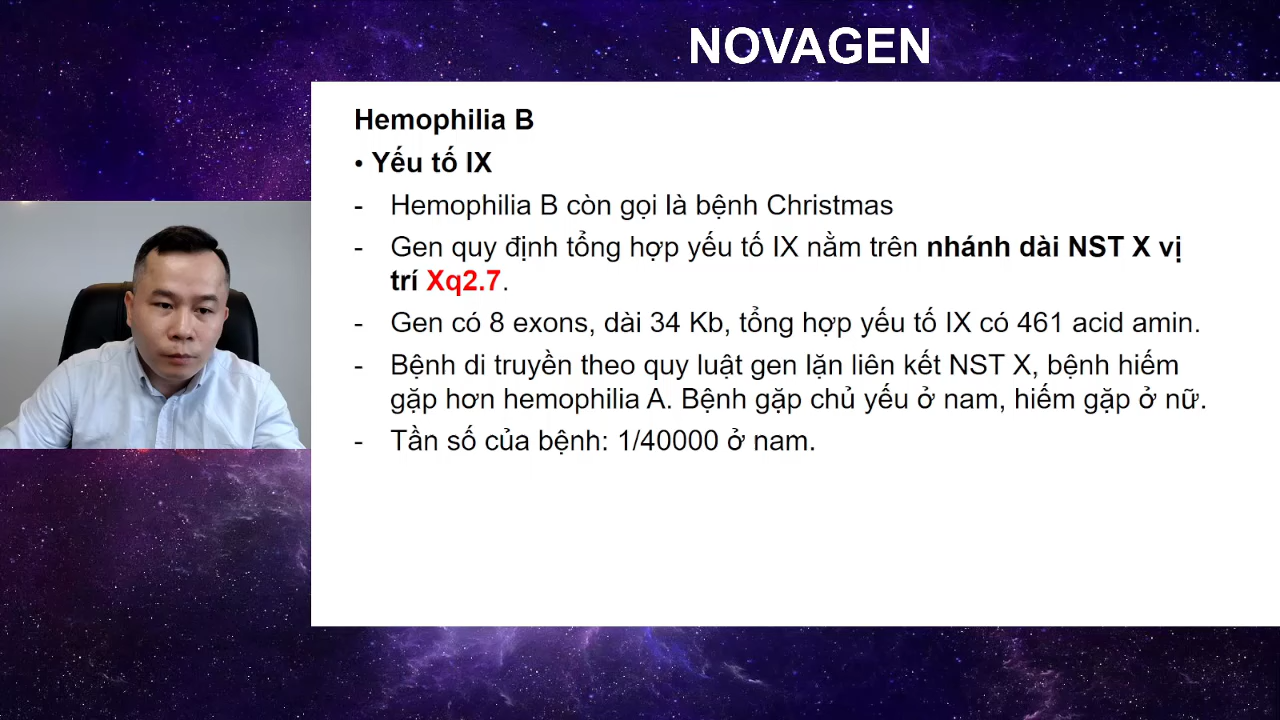 NOVAGEN
Hemophilia B
• Yếu tố IX
- Hemophilia B còn gọi là bệnh Christmas
- Gen quy định tổng hợp yếu tố IX nằm trên nhánh dài NST X vị
trí Xq2.7.
- Gen có 8 exons, dài 34 Kb, tổng hợp yếu tố IX có 461 acid amin.
- Bệnh di truyền theo quy luật gen lặn liên kết NST X, bệnh hiếm
gặp hơn hemophilia A. Bệnh gặp chủ yếu ở nam, hiếm gặp ở nữ.
- Tần số của bệnh: 1/40000 ở nam.